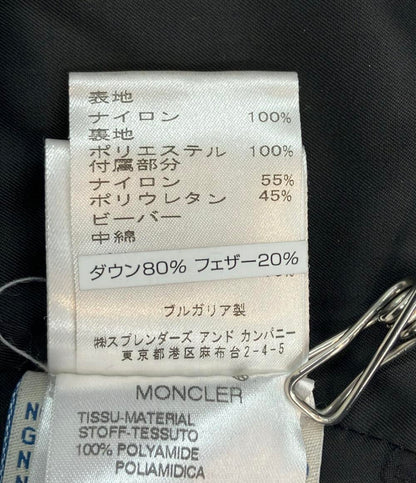 表地
ナイロン 100%
裏地
ポリエステル 100%
付属部分
ナイロン 55%
ポリウレタン 45%
ビーバー
中綿
ダウン80% フェザー20%
ブルガリア製
㈱スプレンダーズ アンド カンパニー
東京都港区麻布台2-4-5
MONCLER
TISSU-MATERIAL
STOFF-TESSUTO
100% POLYAMIDE
POLIAMIDICA